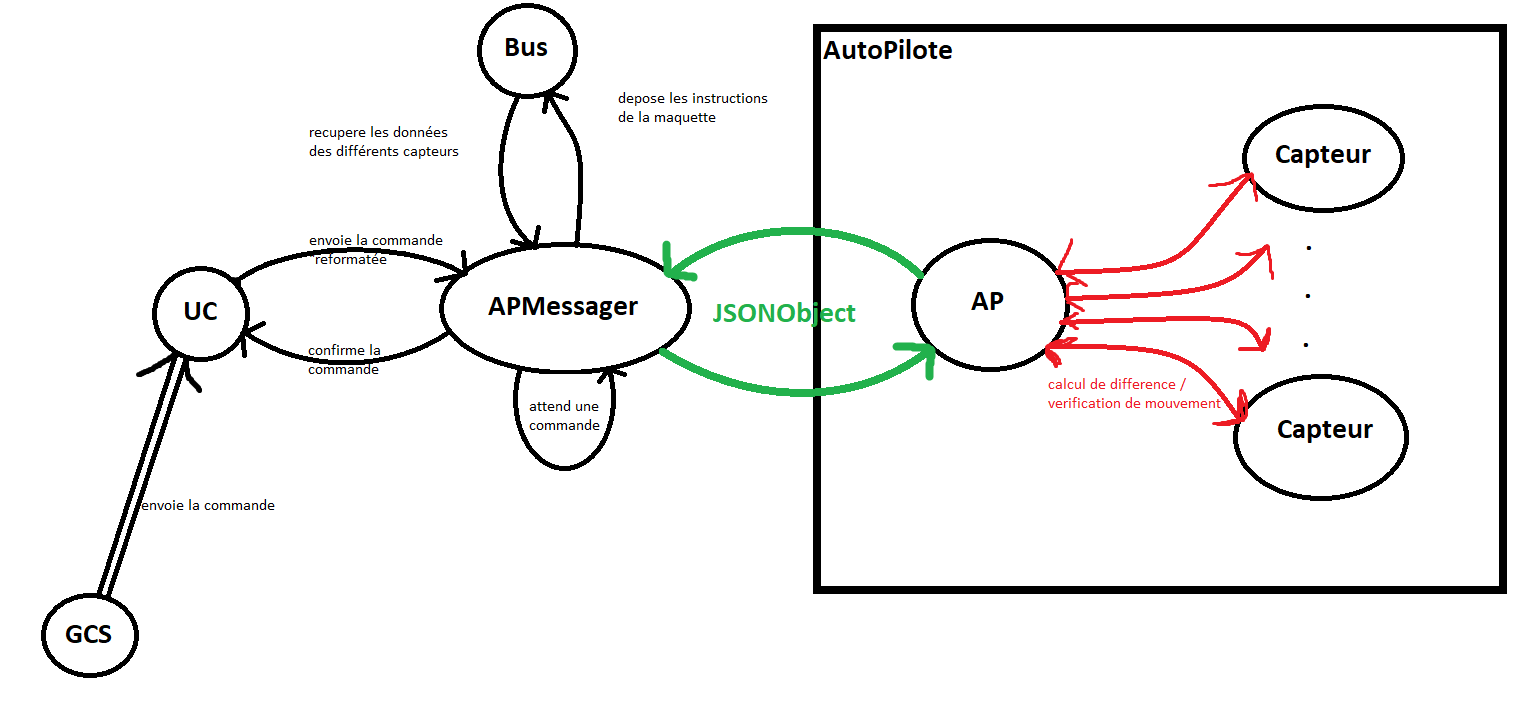 Bus
AutoPilote
depose les instructions
de la maquette
recupere les données
des différents capteurs
Capteur
envoie la commande
reformatée
UC
APMessager
JSONObject
AP
confirme la
commande
calcul de difference /
verification de mouvement
attend une
commande
Capteur
envoie la commande
GCS